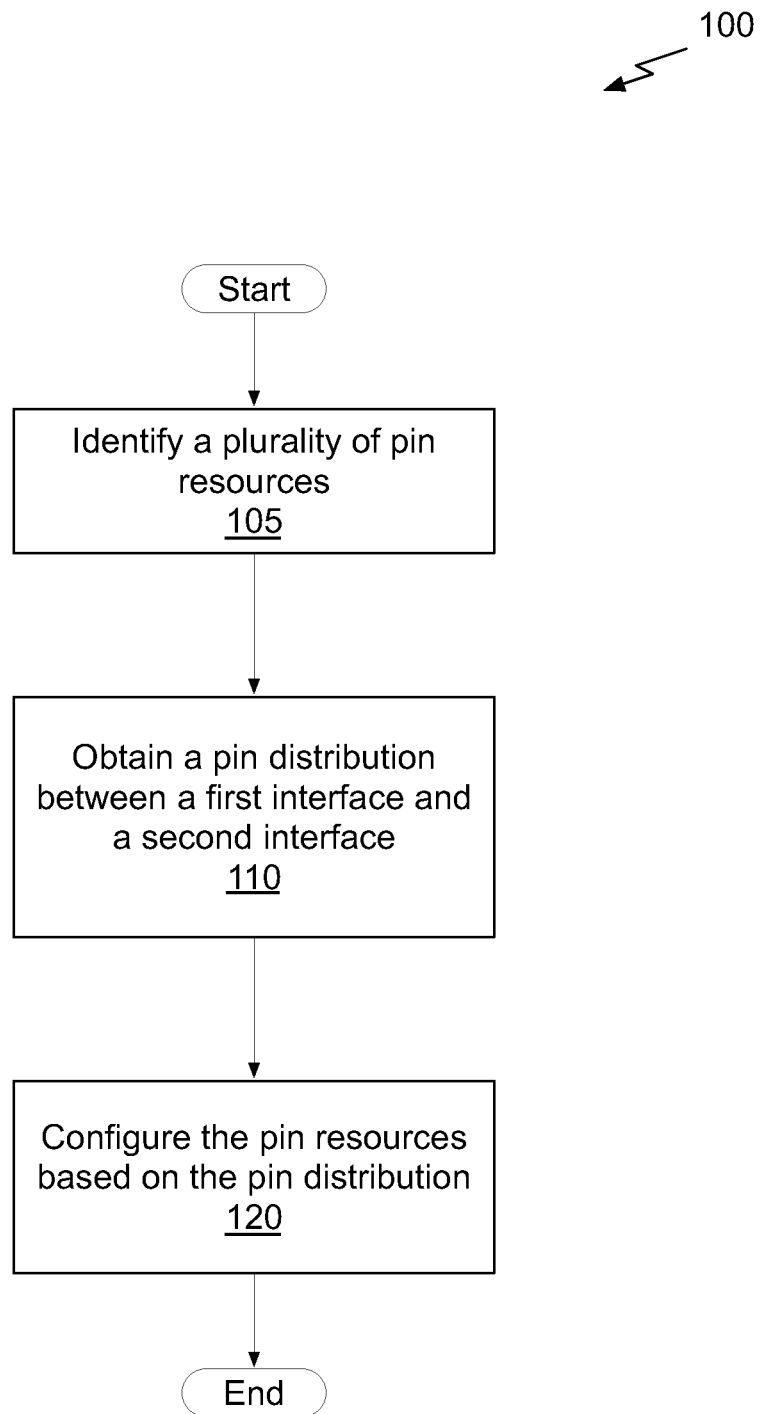 100
Start
Identify a plurality of pin
resources
105
Obtain a pin distribution
between a first interface and
a second interface
110
Configure the pin resources
based on the pin distribution
120
End